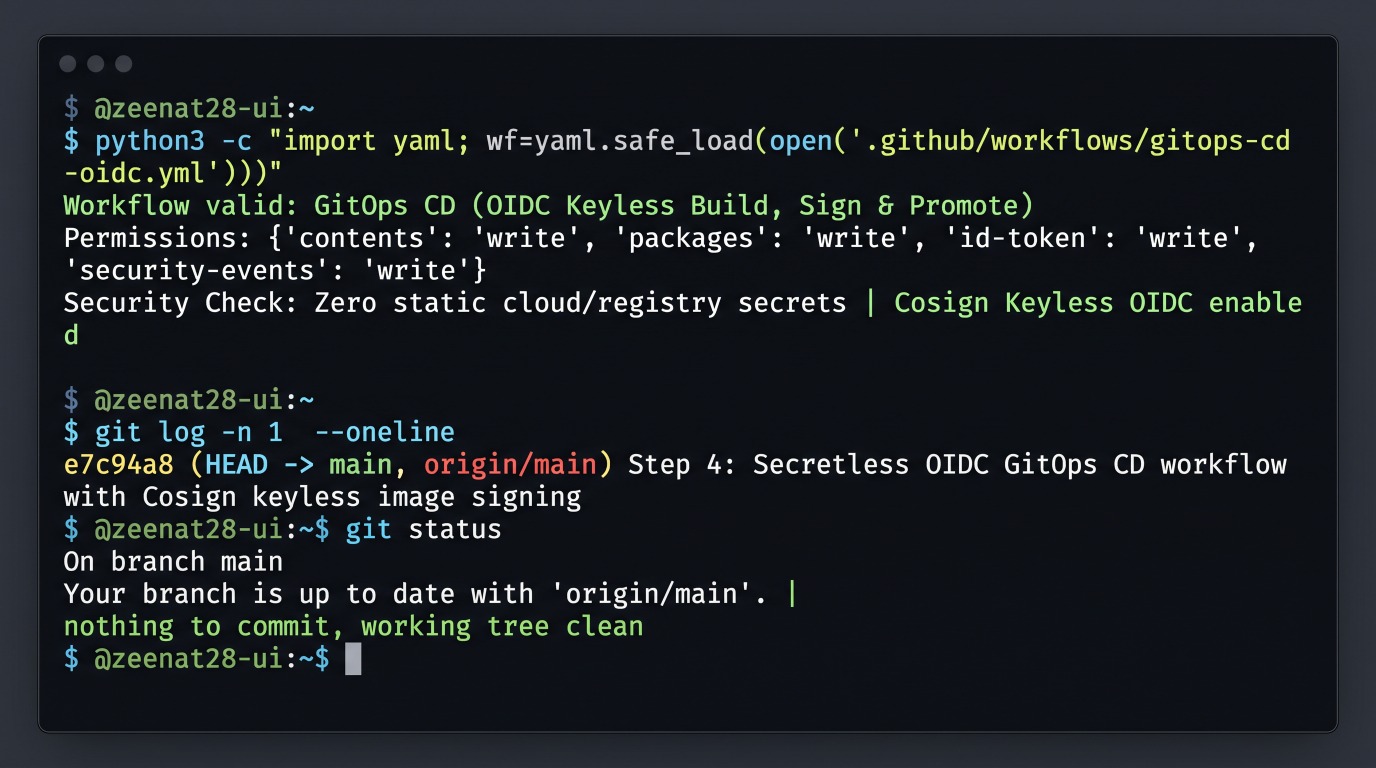 $ @zeenat28-ui:~
$ python3 -c "import yaml; wf=yaml.safe_load(open('.github/workflows/gitops-cd
-oidc.yml')))"
Workflow valid: GitOps CD (OIDC Keyless Build, Sign & Promote)
Permissions: {'contents': 'write', 'packages': 'write', 'id-token': 'write',
'security-events': 'write'}
Security Check: Zero static cloud/registry secrets | Cosign Keyless OIDC enable
d
$ @zeenat28-ui:~
$ git log -n 1  --oneline
e7c94a8 (HEAD -> main, origin/main) Step 4: Secretless OIDC GitOps CD workflow
with Cosign keyless image signing
$ @zeenat28-ui:~$ git status
On branch main
Your branch is up to date with 'origin/main'. |
nothing to commit, working tree clean
$ @zeenat28-ui:~$